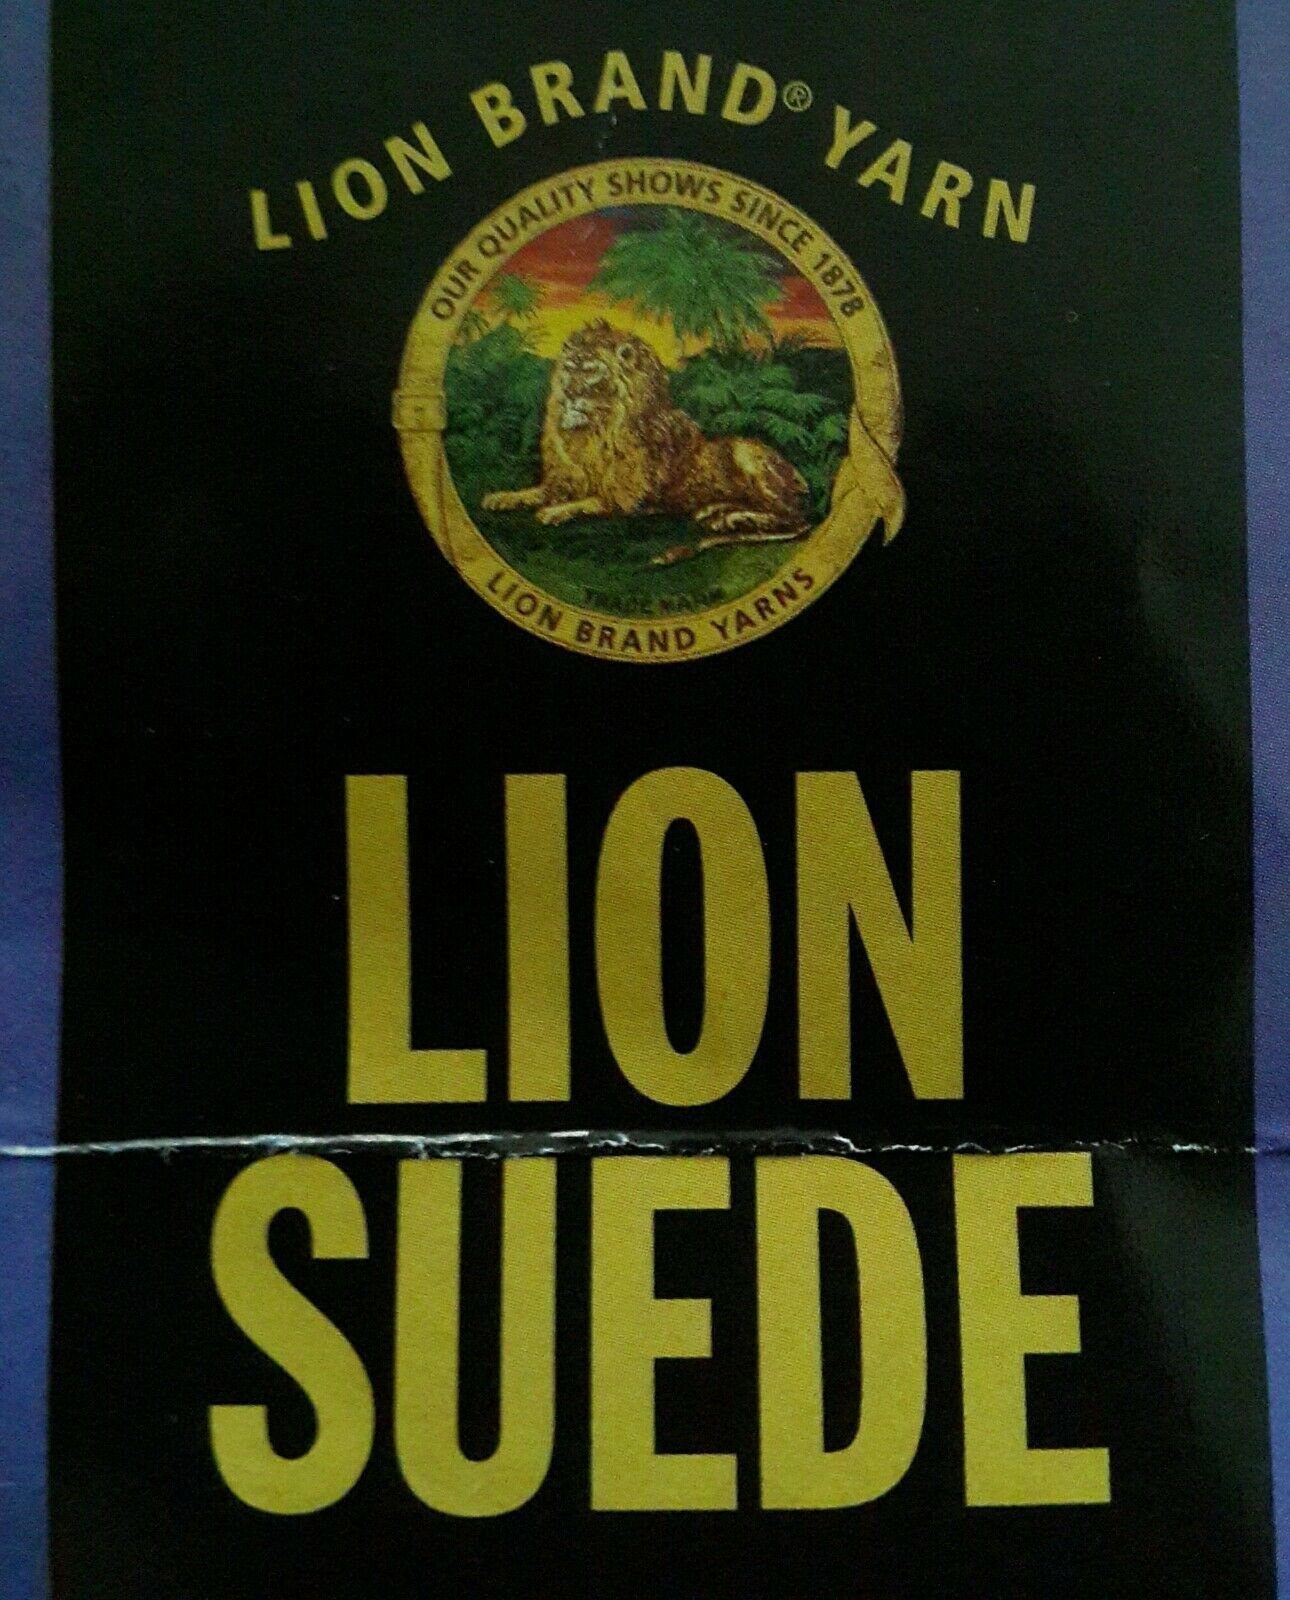 LION BRAND® YARN
OUR QUALITY SHOWS SINCE 1878
TRADE MARK
LION BRAND YARNS
LION
SUEDE